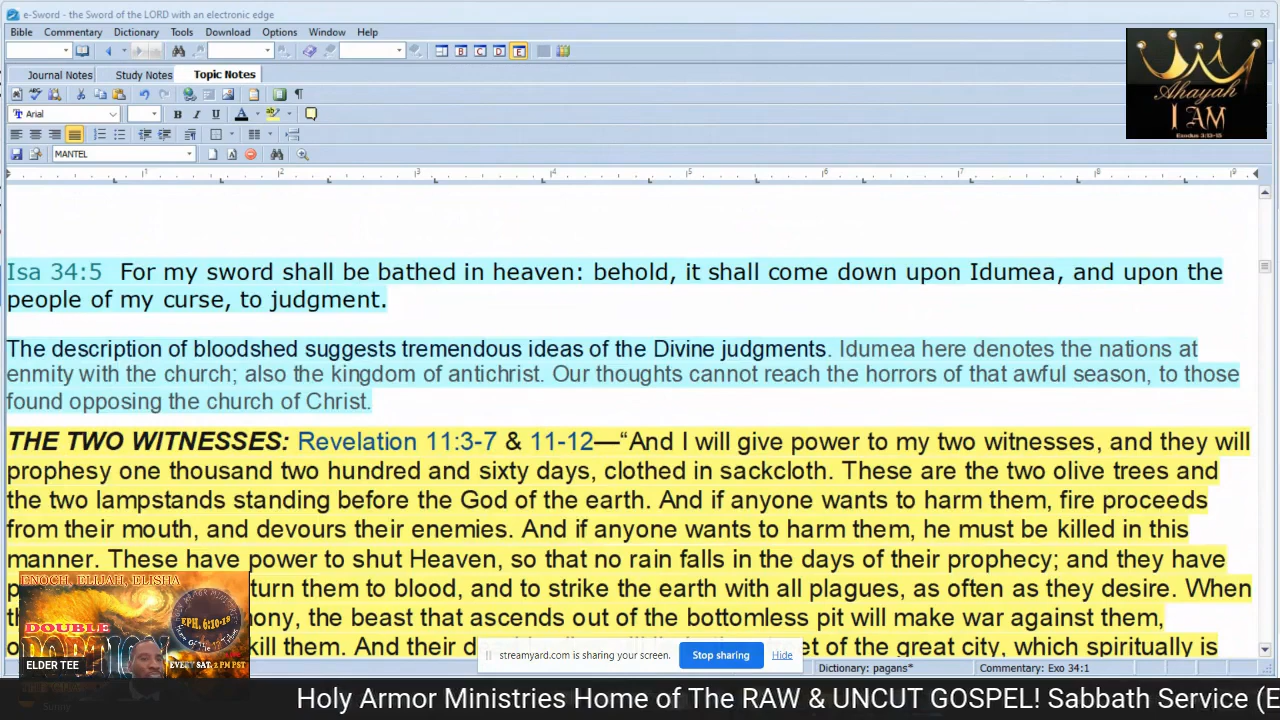 e-Sword - the Sword of the LORD with an electronic edge
Bible Commentary Dictionary Tools Download Options Window Help
Journal Notes Study Notes Topic Notes
Arial
MANTEL
Ahayah
I AM
Exodus 3:13-15
Isa 34:5 For my sword shall be bathed in heaven: behold, it shall come down upon Idumea, and upon the
people of my curse, to judgment.
The description of bloodshed suggests tremendous ideas of the Divine judgments. Idumea here denotes the nations at
enmity with the church; also the kingdom of antichrist. Our thoughts cannot reach the horrors of that awful season, to those
found opposing the church of Christ.
THE TWO WITNESSES: Revelation 11:3-7 & 11-12—“And I will give power to my two witnesses, and they will
prophesy one thousand two hundred and sixty days, clothed in sackcloth. These are the two olive trees and
the two lampstands standing before the God of the earth. And if anyone wants to harm them, fire proceeds
from their mouth, and devours their enemies. And if anyone wants to harm them, he must be killed in this
manner. These have power to shut Heaven, so that no rain falls in the days of their prophecy; and they have
turn them to blood, and to strike the earth with all plagues, as often as they desire. When
the beast that ascends out of the bottomless pit will make war against them,
kill them. And their et of the great city, which spiritually is
ENOCH, ELIJAH, ELISHA
EPH. 6:10-18
DOUBLE
ELDER TEE
EVERY SAT. 2 PM PST
streamyard.com is sharing your screen. Stop sharing Hide
Dictionary: pagans* Commentary: Exo 34:1
Sunny
Holy Armor Ministries Home of The RAW & UNCUT GOSPEL! Sabbath Service (E